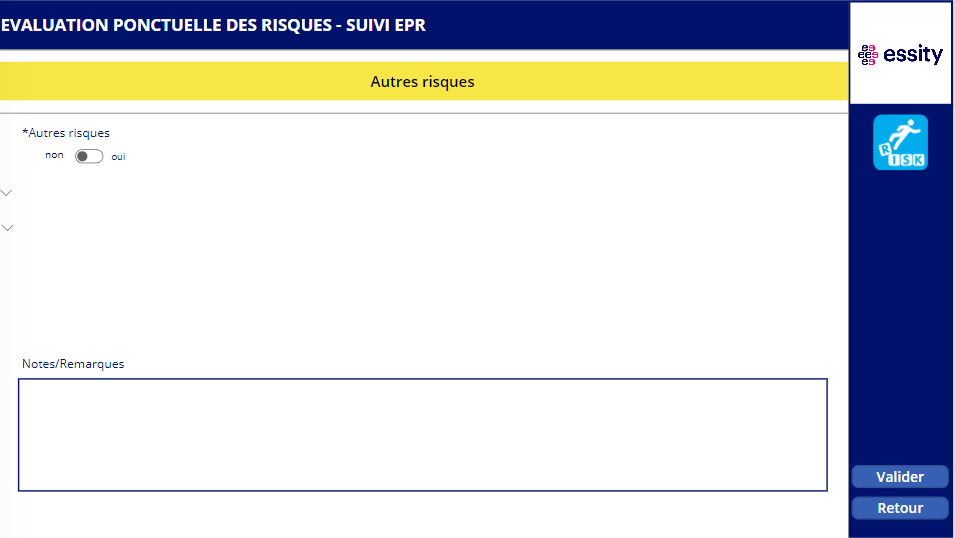 EVALUATION PONCTUELLE DES RISQUES - SUIVI EPR
essity
Autres risques
*Autres risques
non oui
RISK
Notes/Remarques
Valider
Retour